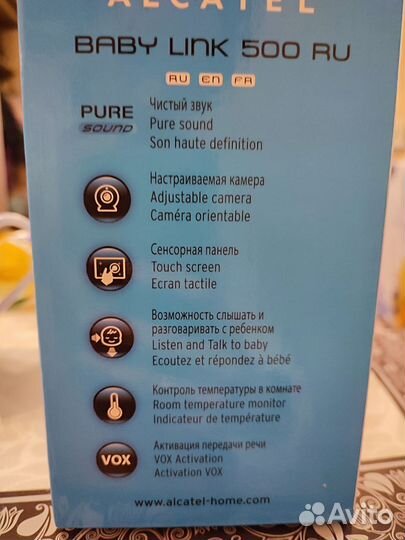 ALCATEL
BABY LINK 500 RU
RU EN FR
PURE SOUND
Чистый звук
Pure sound
Son haute definition
Настраиваемая камера
Adjustable camera
Caméra orientable
Сенсорная панель
Touch screen
Ecran tactile
Возможность слышать и
разговаривать с ребенком
Listen and Talk to baby
Ecoutez et répondez à bébé
Контроль температуры в комнате
Room temperature monitor
Indicateur de température
VOX
Активация передачи речи
VOX Activation
Activation VOX
www.alcatel-home.com
Avito